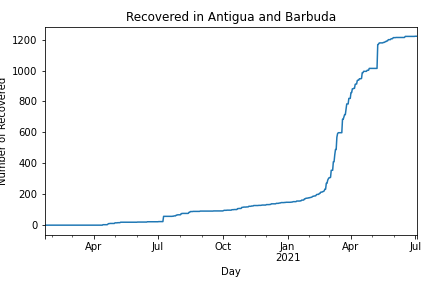 Recovered in Antigua and Barbuda
Number of Recovered
1200
1000
800
600
400
200
0
Apr Jul Oct Jan Apr Jul
2021
Day